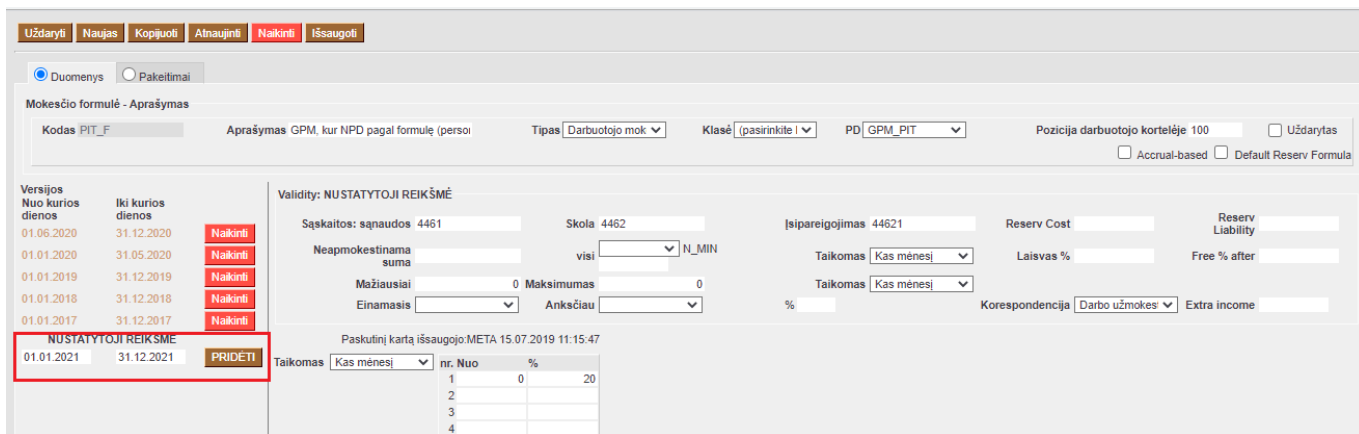 Uždaryti Naujas Kopijuoti Atnaujinti Naikinti Išsaugoti
Duomenys Pakeitimai
Mokesčio formulė - Aprašymas
Kodas PIT_F Aprašymas GPM, kur NPD pagal formulę (persoı Tipas Darbuotojo mok Klasė (pasirinkite l PD GPM_PIT Pozicija darbuotojo kortelėje 100 Uždarytas
Accrual-based Default Reserv Formula
Versijos
Nuo kurios dienos Iki kurios dienos
01.06.2020 31.12.2020 Naikinti
01.01.2020 31.05.2020 Naikinti
01.01.2019 31.12.2019 Naikinti
01.01.2018 31.12.2018 Naikinti
01.01.2017 31.12.2017 Naikinti
NUSTATYTOJI REIKŠMĖ
01.01.2021 31.12.2021 PRIDĖTI
Validity: NUSTATYTOJI REIKŠMĖ
Sąskaitos: sąnaudos 4461 Skola 4462 Įsipareigojimas 44621 Reserv Cost Reserv Liability
Neapmokestinama suma visi N_MIN Taikomas Kas mėnesį Laisvas % Free % after
Mažiausiai 0 Maksimumas 0 Taikomas Kas mėnesį
Einamasis Anksčiau % Korespondencija Darbo užmokest Extra income
Paskutinį kartą išsaugojo:META 15.07.2019 11:15:47
Taikomas Kas mėnesį nr. Nuo %
1 0 20
2
3
4